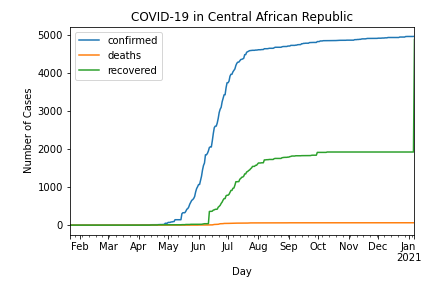 COVID-19 in Central African Republic
confirmed
deaths
recovered
Number of Cases
5000
4000
3000
2000
1000
0
Feb Mar Apr May Jun Jul Aug Sep Oct Nov Dec Jan
2021
Day